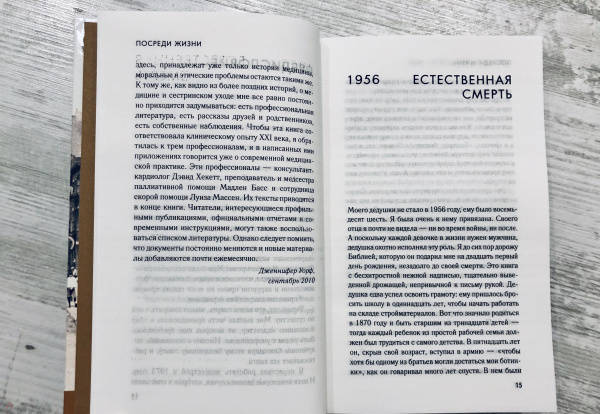 ПОСРЕДИ ЖИЗНИ
здесь, принадлежат уже только истории медицины,
моральные и этические проблемы остаются такими же.
К тому же, как видно из более поздних историй, о ме-
дицине и сестринском уходе мне все равно постоян-
но приходится задумываться: есть профессиональная
литература, есть рассказы друзей и родственников,
есть собственные наблюдения. Чтобы эта книга со-
ответствовала клиническому опыту XXI века, я обра-
тилась к трем профессионалам, и в написанных ими
приложениях говорится уже о современной медицин-
ской практике. Эти профессионалы — консультант-
кардиолог Дэвид Хекетт, преподаватель и медсестра
паллиативной помощи Мадлен Басс и сотрудница
скорой помощи Луиза Массен. Их тексты приводятся
в конце книги. Читатели, интересующиеся профиль-
ными публикациями, официальными отчётами и со-
временными инструкциями, могут также воспользо-
ваться списком литературы. Однако следует помнить,
что документы постоянно меняются и новые материа-
лы добавляются почти ежемесячно.
Дженнифер Уорф,
сентябрь 2010
1956 ЕСТЕСТВЕННАЯ
СМЕРТЬ
Моего дедушки не стало в 1956 году, ему было восемь-
десят шесть. Я была очень к нему привязана. Своего
отца я почти не видела — ни во время войны, ни после.
А поскольку каждой девочке в жизни нужен мужчина,
дедушка охотно исполнял эту роль. Я до сих пор дорожу
Библией, которую он подарил мне на двадцать первый
день рождения, незадолго до своей смерти. Это книга
с бесхитростной нежной надписью, тщательно выве-
денной дрожащей, непривычной к письму рукой. Де-
душка едва успел освоить грамоту: ему пришлось бро-
сить школу в одиннадцать лет, чтобы начать работать
на складе стройматериалов. Вот что значило родиться
в 1870 году и быть старшим из тринадцати детей —
тогда каждый ребенок из простой рабочей семьи дол-
жен был трудиться с самого детства. В пятнадцать лет
он, скрыв свой возраст, вступил в армию — «чтобы
хотя бы одному из братьев могли достаться мои ботин-
ки», как он говаривал много лет спустя. В нем были
15